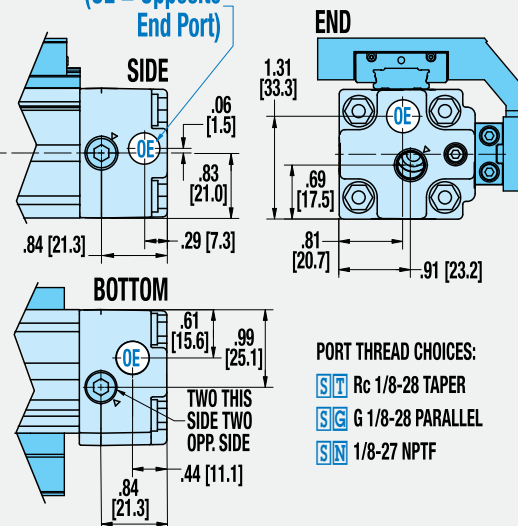 (OE = Opposite
End Port)
END
SIDE
1.31
[33.3]
.06
[1.5]
OE
OE
.83
[21.0]
.69
[17.5]
.84 [21.3]
.29 [7.3]
.81
[20.7]
.91 [23.2]
BOTTOM
.61
[15.6]
.99
[25.1]
OE
PORT THREAD CHOICES:
ST Rc 1/8-28 TAPER
SG G 1/8-28 PARALLEL
SN 1/8-27 NPTF
TWO THIS
SIDE TWO
OPP. SIDE
.44 [11.1]
.84
[21.3]